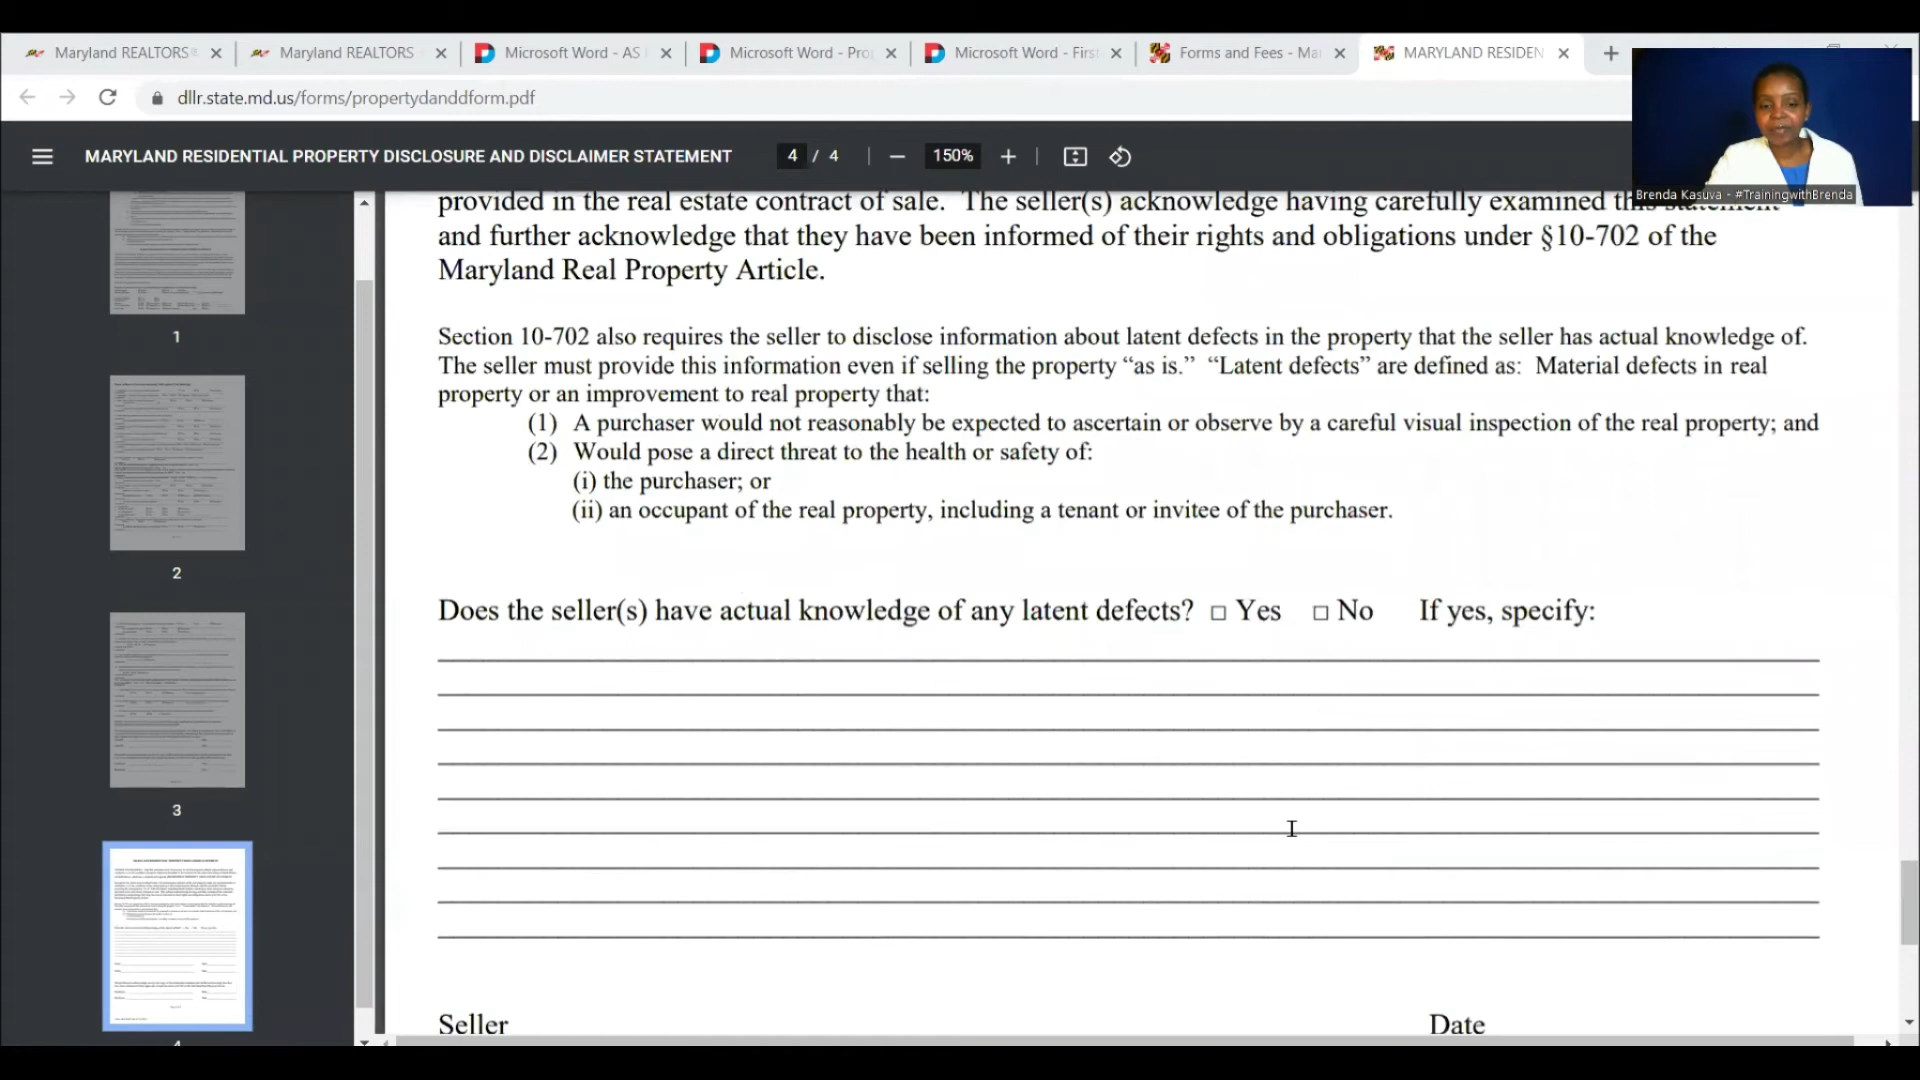 Maryland REALTORS
Maryland REALTORS
Microsoft Word - AS
Microsoft Word - Pro
Microsoft Word - First
Forms and Fees - Ma
MARYLAND RESIDEN
dllr.state.md.us/forms/propertydanddform.pdf
MARYLAND RESIDENTIAL PROPERTY DISCLOSURE AND DISCLAIMER STATEMENT
4 / 4
150%
Brenda Kasuva - #TrainingwithBrenda
1
2
3
provided in the real estate contract of sale. The seller(s) acknowledge having carefully examined this statement
and further acknowledge that they have been informed of their rights and obligations under §10-702 of the
Maryland Real Property Article.
Section 10-702 also requires the seller to disclose information about latent defects in the property that the seller has actual knowledge of.
The seller must provide this information even if selling the property “as is.” “Latent defects” are defined as: Material defects in real
property or an improvement to real property that:
(1) A purchaser would not reasonably be expected to ascertain or observe by a careful visual inspection of the real property; and
(2) Would pose a direct threat to the health or safety of:
(i) the purchaser; or
(ii) an occupant of the real property, including a tenant or invitee of the purchaser.
Does the seller(s) have actual knowledge of any latent defects? □ Yes □ No If yes, specify:
Seller
Date